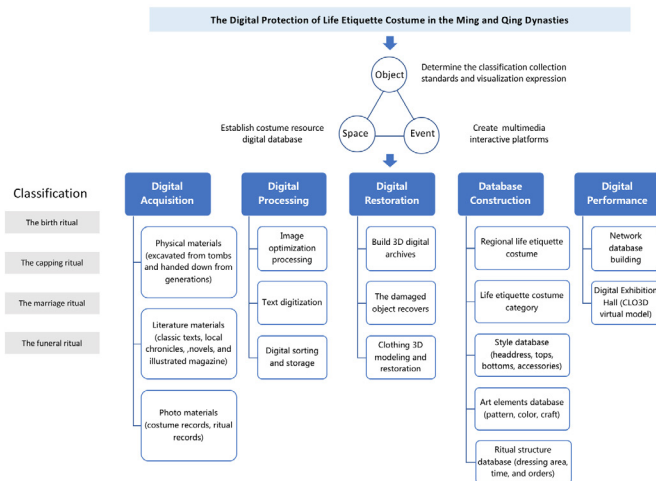 The Digital Protection of Life Etiquette Costume in the Ming and Qing Dynasties
Object
Determine the classification collection
standards and visualization expression
Establish costume resource
digital database
Space
Event
Create multimedia
interactive platforms
Classification
The birth ritual
The capping ritual
The marriage ritual
The funeral ritual
Digital
Acquisition
Physical materials
(excavated from tombs
and handed down from
generations)
Literature materials
(classic texts, local
chronicles, ,novels, and
illustrated magazine)
Photo materials
(costume records, ritual
records)
Digital
Processing
Image
optimization
processing
Text digitization
Digital sorting
and storage
Digital
Restoration
Build 3D digital
archives
The damaged
object recovers
Clothing 3D
modeling and
restoration
Database
Construction
Regional life etiquette
costume
Life etiquette costume
category
Style database
(headdress, tops,
bottoms, accessories)
Art elements database
(pattern, color, craft)
Ritual structure
database (dressing area,
time, and orders)
Digital
Performance
Network
database
building
Digital Exhibition
Hall (CLO3D
virtual model)